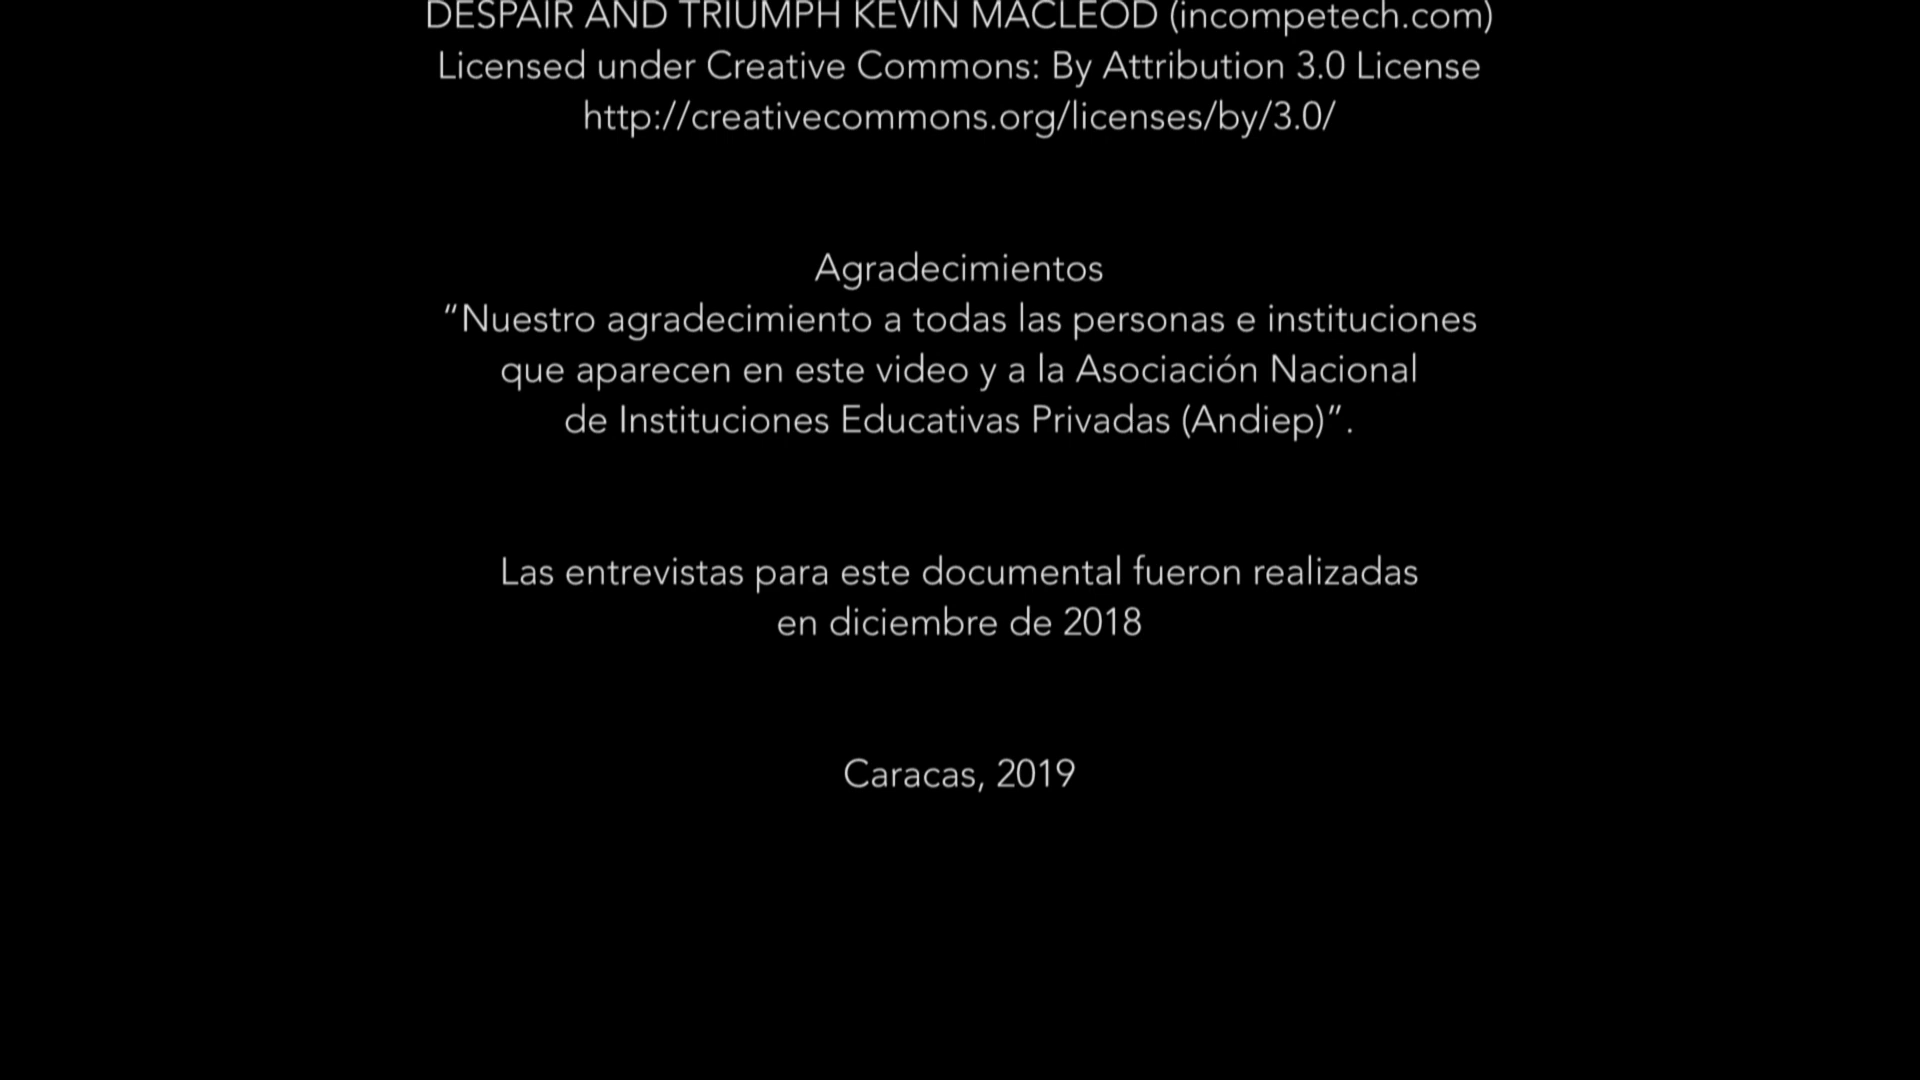 DESPAIR AND TRIUMPH KEVIN MACLEOD (incompetech.com)
Licensed under Creative Commons: By Attribution 3.0 License
http://creativecommons.org/licenses/by/3.0/
Agradecimientos
“Nuestro agradecimiento a todas las personas e instituciones
que aparecen en este video y a la Asociación Nacional
de Instituciones Educativas Privadas (Andiep)”.
Las entrevistas para este documental fueron realizadas
en diciembre de 2018
Caracas, 2019